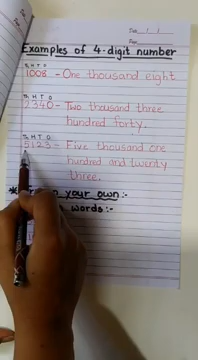 Examples of 4-digit number
Th H T O
1008 - One thousand eight
Th H T O
2340 - Two thousand three
hundred forty.
Th H T O
5123 - Five thousand one
hundred and twenty
three.
on your own:-
words:-